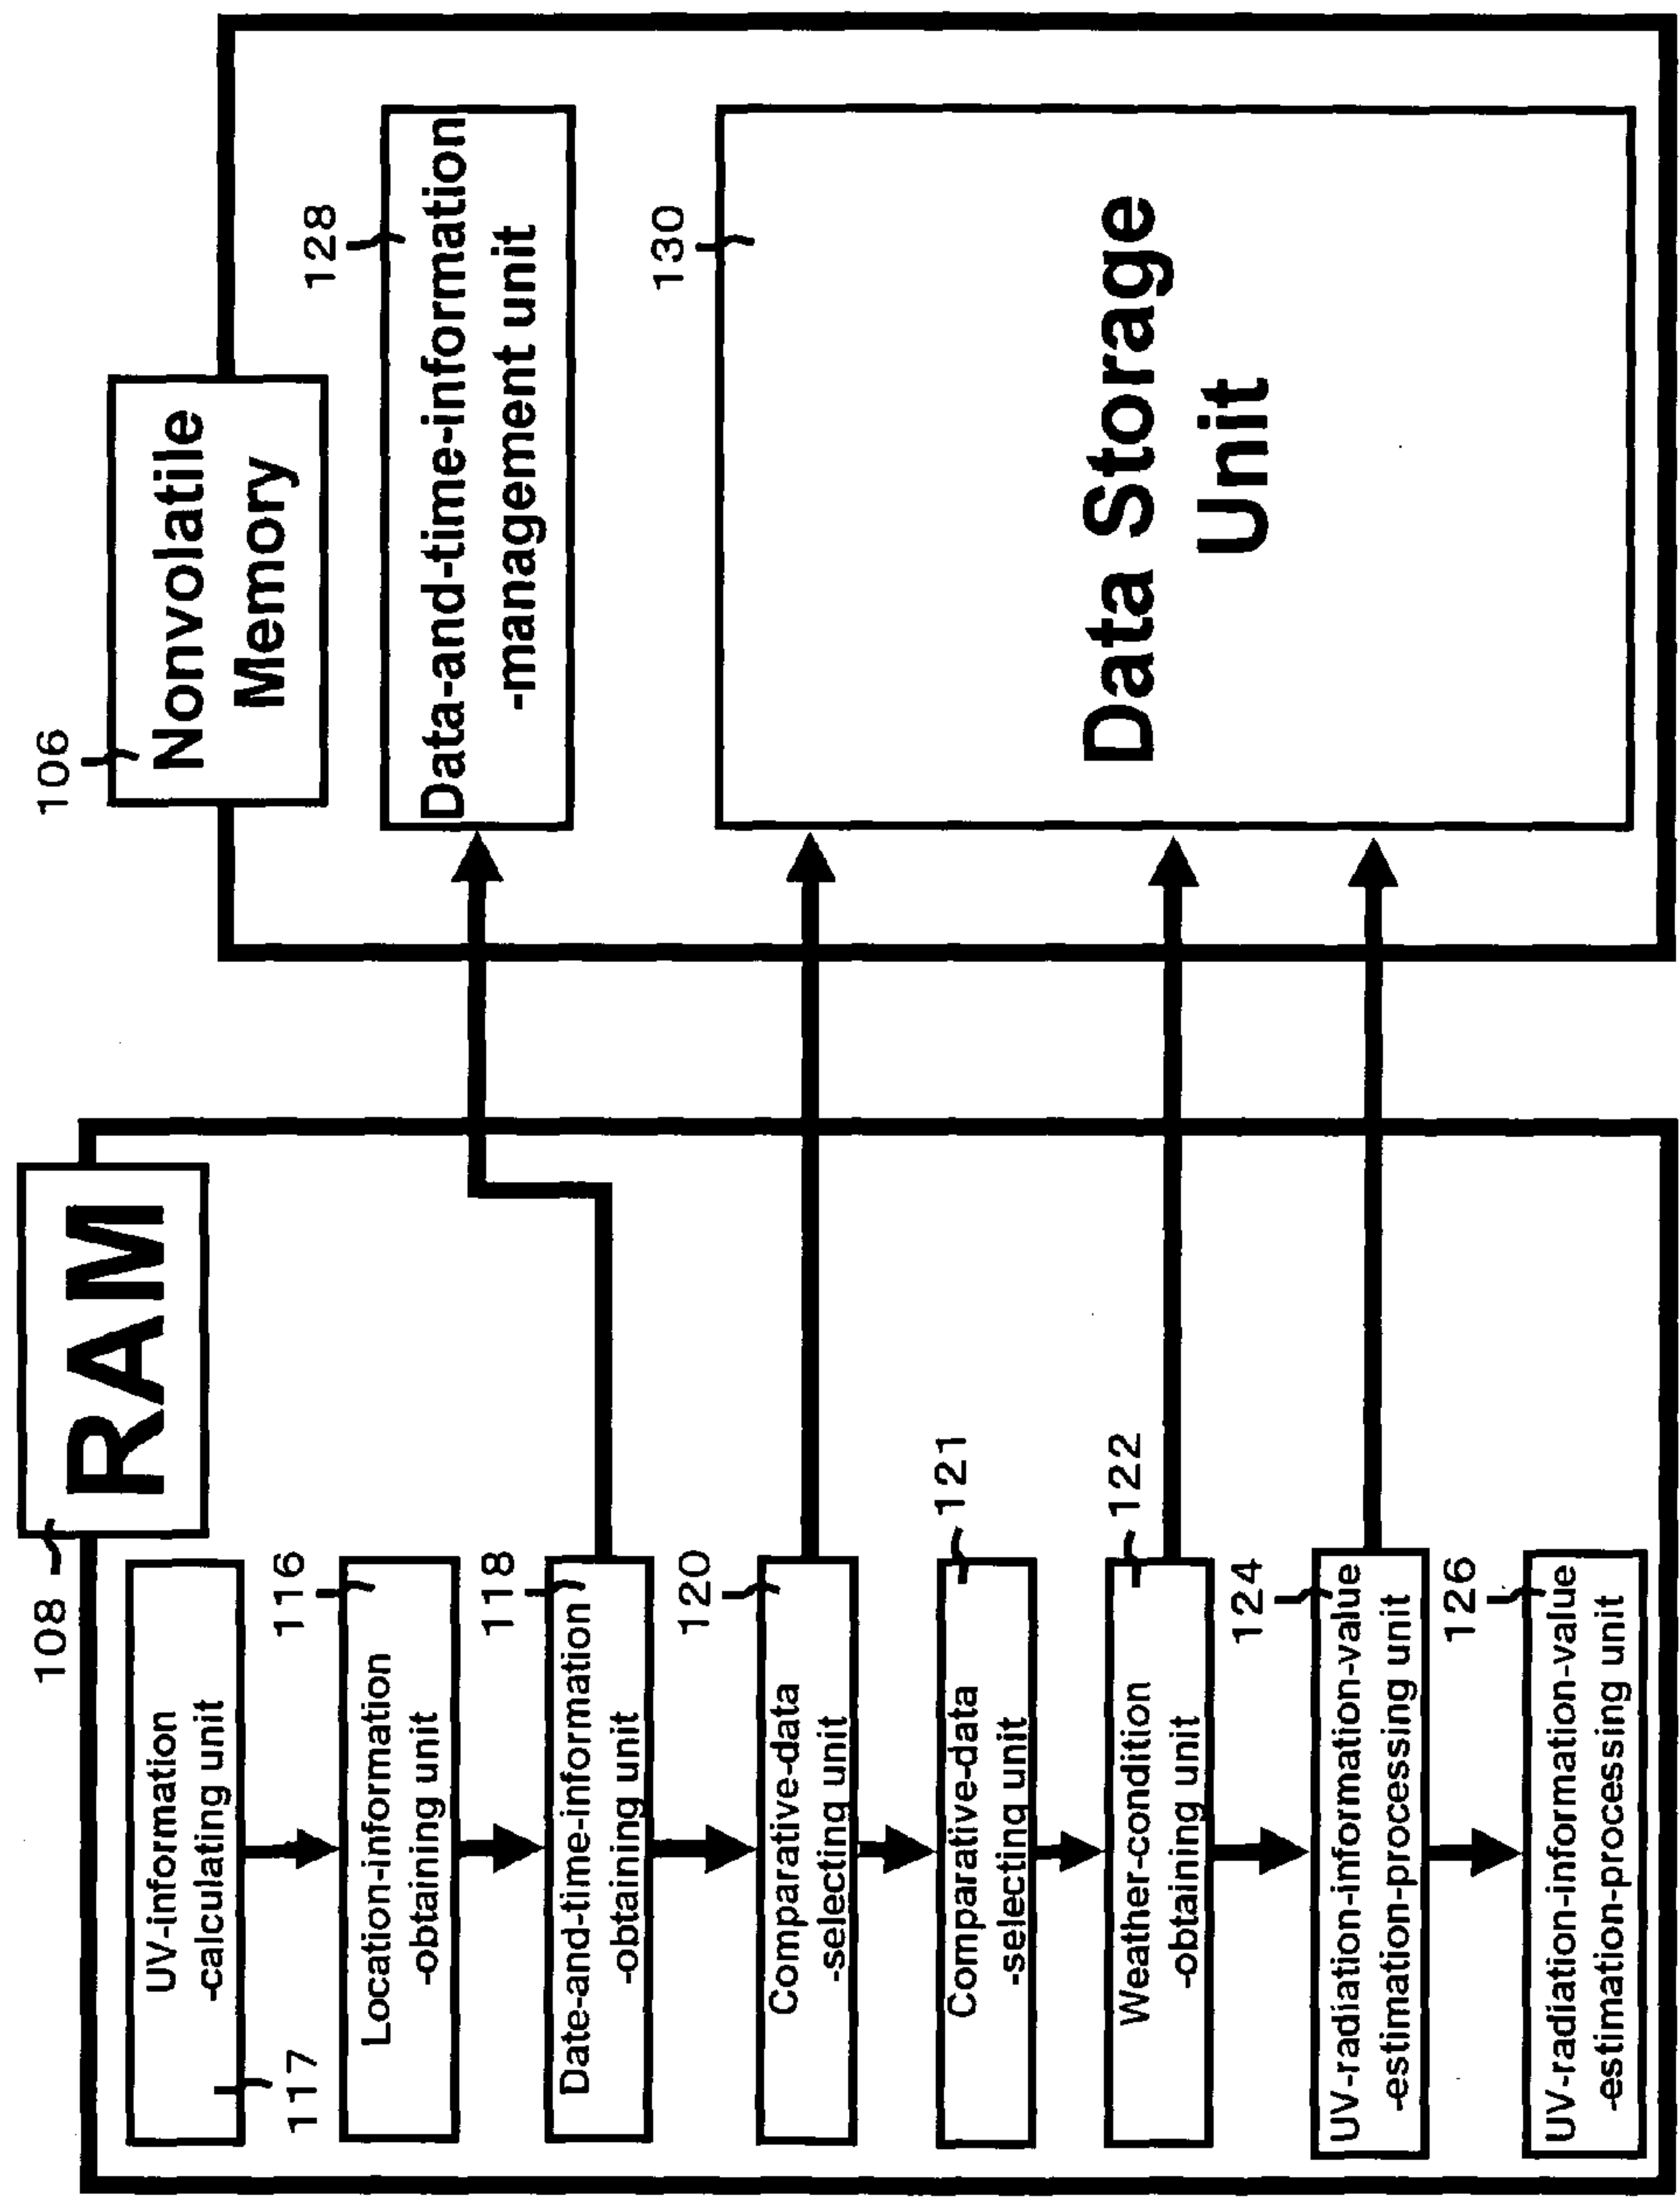 108
RAM
117
UV-information
-calculating unit
116
Location-information
-obtaining unit
118
Date-and-time-information
-obtaining unit
120
Comparative-data
-selecting unit
121
Comparative-data
-selecting unit
122
Weather-condition
-obtaining unit
124
UV-radiation-information-value
-estimation-processing unit
126
UV-radiation-information-value
-estimation-processing unit
106
Nonvolatile
Memory
128
Data-and-time-information
-management unit
130
Data Storage
Unit